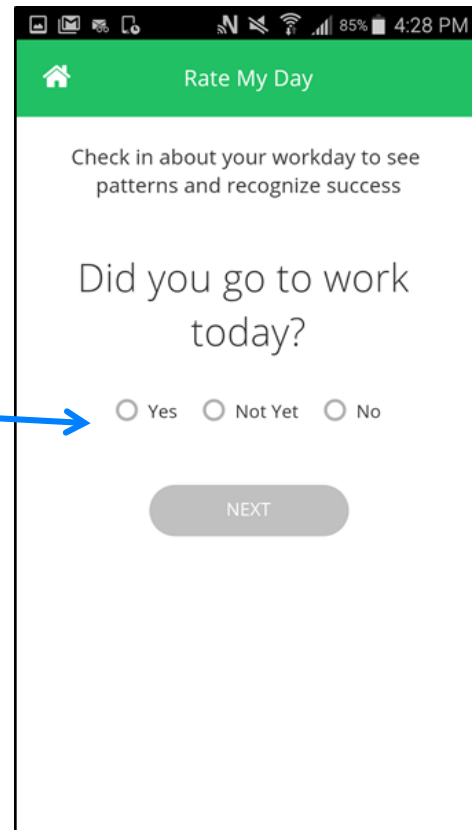 85% 4:28 PM
Rate My Day
Check in about your workday to see
patterns and recognize success
Did you go to work
today?
Yes Not Yet No
NEXT